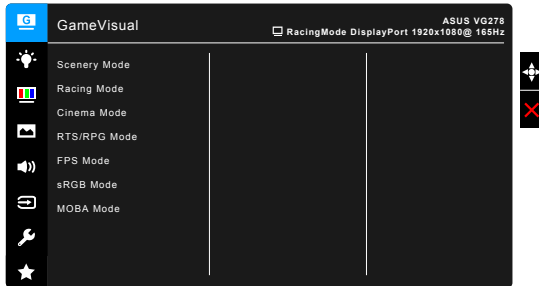 G
GameVisual
ASUS VG278
RacingMode DisplayPort 1920x1080@ 165Hz
Scenery Mode
Racing Mode
Cinema Mode
RTS/RPG Mode
FPS Mode
sRGB Mode
MOBA Mode